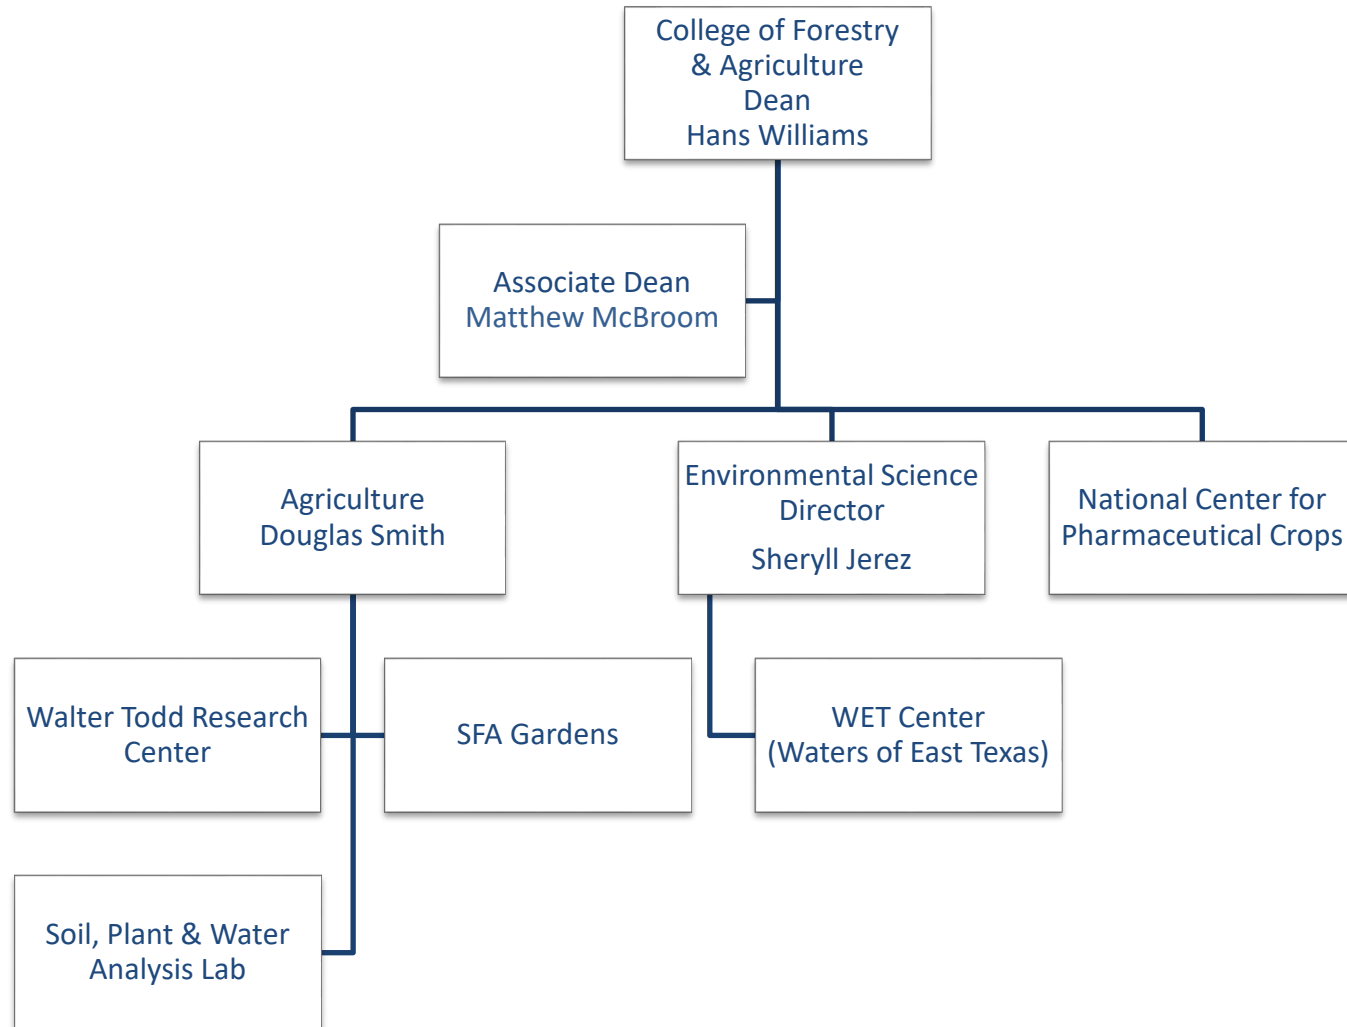 College of Forestry
& Agriculture
Dean
Hans Williams
Associate Dean
Matthew McBroom
Agriculture
Douglas Smith
Environmental Science
Director
Sheryll Jerez
National Center for
Pharmaceutical Crops
Walter Todd Research
Center
SFA Gardens
WET Center
(Waters of East Texas)
Soil, Plant & Water
Analysis Lab